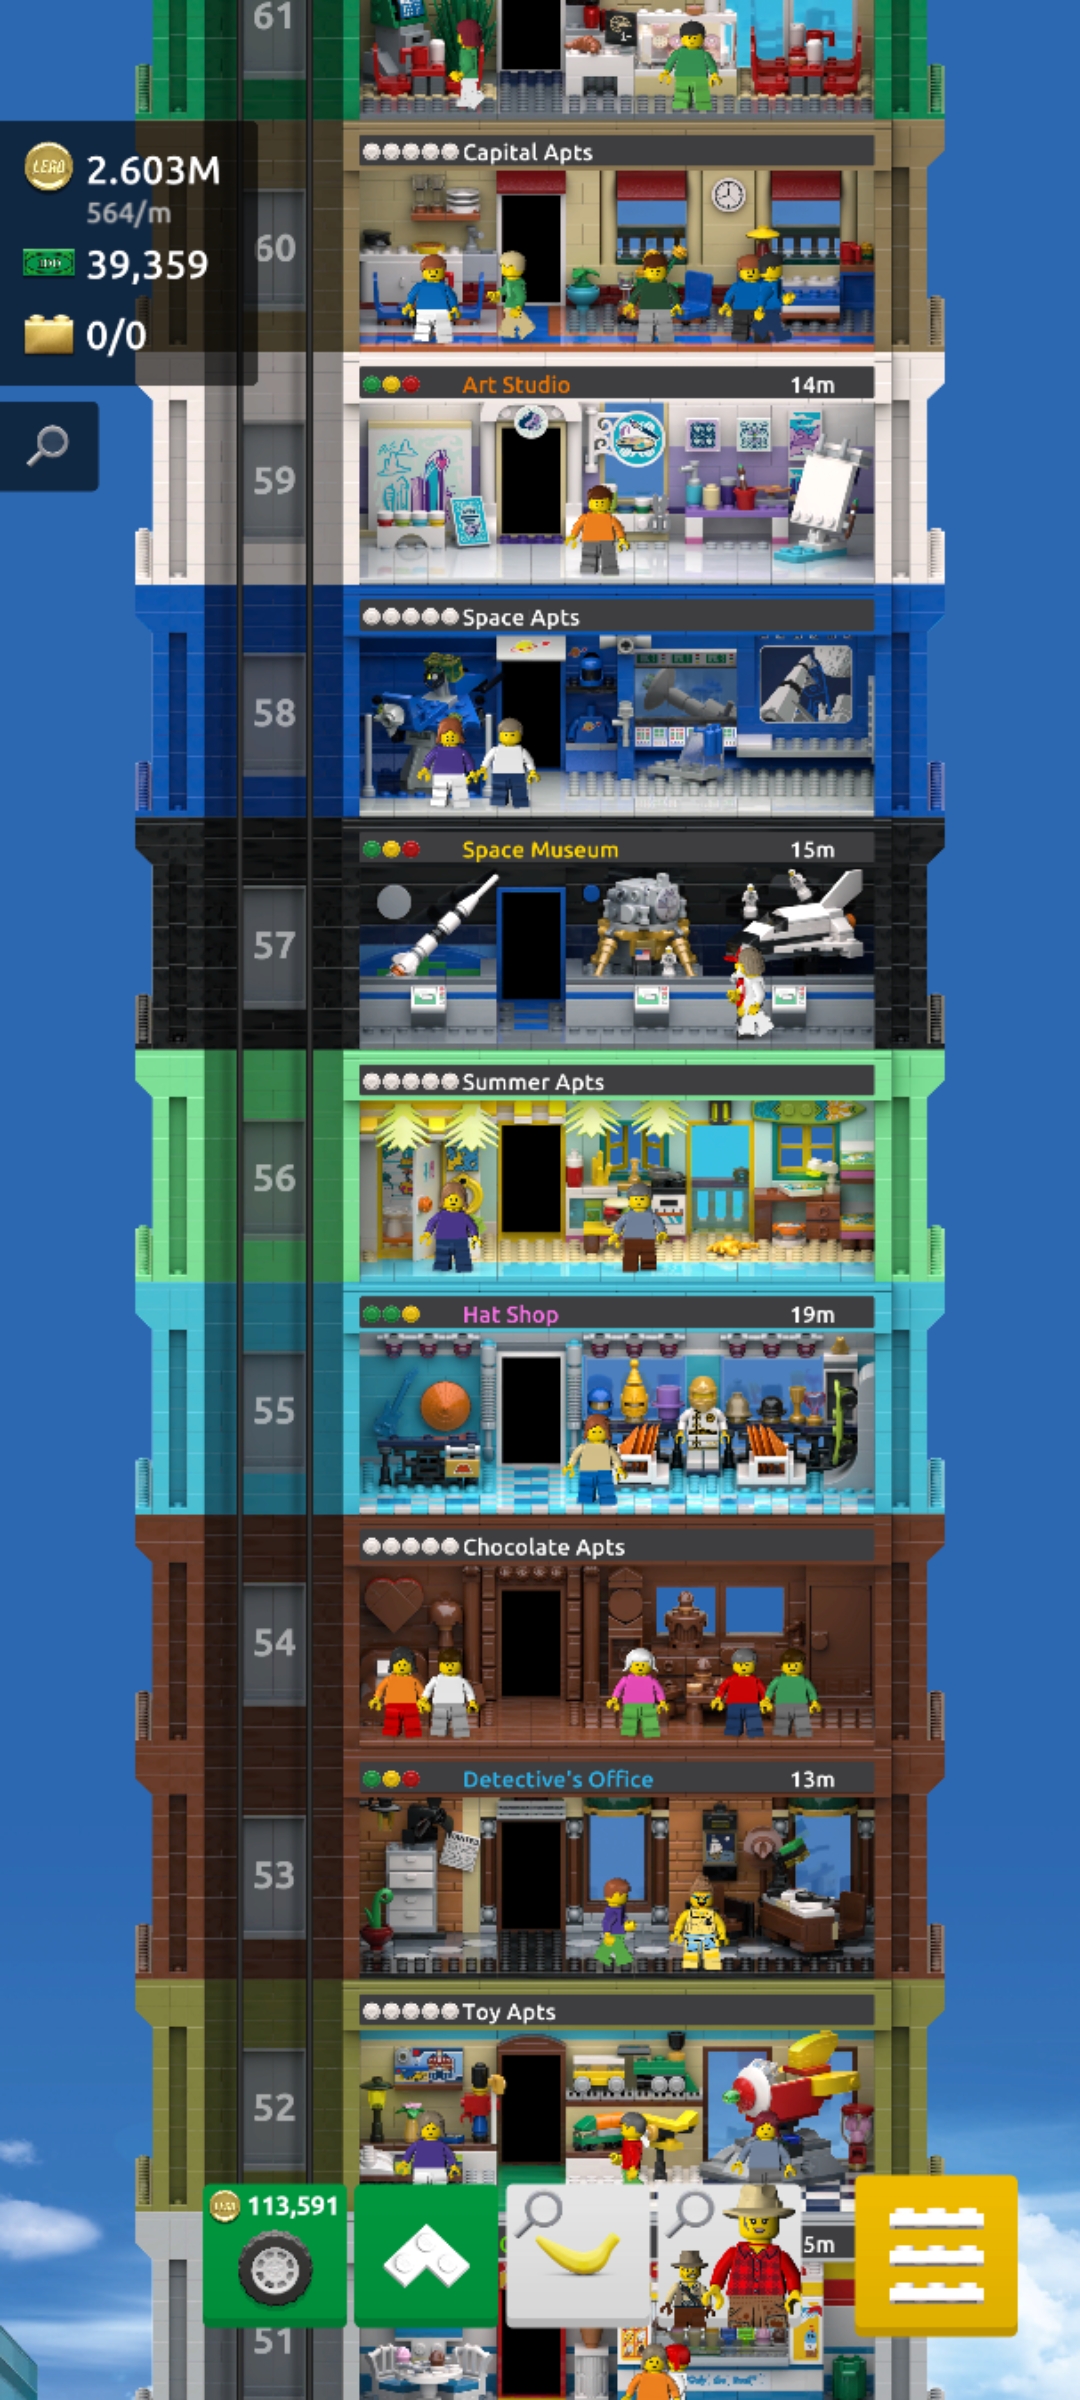 61
LEGO 2.603M
564/m
39,359
0/0
Capital Apts
60
Art Studio 14m
59
Space Apts
58
Space Museum 15m
57
Summer Apts
56
Hat Shop 19m
55
Chocolate Apts
54
Detective's Office 13m
WANTED
53
Toy Apts
52
113,591
5m
51